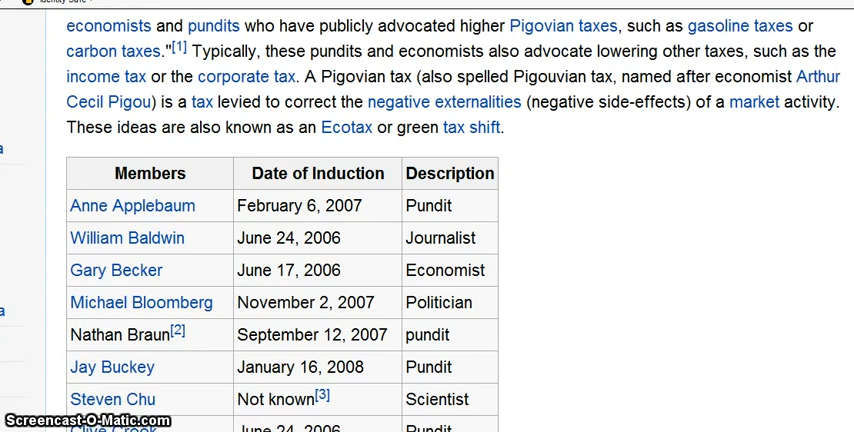 economists and pundits who have publicly advocated higher Pigovian taxes, such as gasoline taxes or
carbon taxes."[1] Typically, these pundits and economists also advocate lowering other taxes, such as the
income tax or the corporate tax. A Pigovian tax (also spelled Pigouvian tax, named after economist Arthur
Cecil Pigou) is a tax levied to correct the negative externalities (negative side-effects) of a market activity.
These ideas are also known as an Ecotax or green tax shift.
Members Date of Induction Description
Anne Applebaum February 6, 2007 Pundit
William Baldwin June 24, 2006 Journalist
Gary Becker June 17, 2006 Economist
Michael Bloomberg November 2, 2007 Politician
Nathan Braun[2] September 12, 2007 pundit
Jay Buckey January 16, 2008 Pundit
Steven Chu Not known[3] Scientist
Clive Crook June 24, 2006 Pundit
Screencast-O-Matic.com